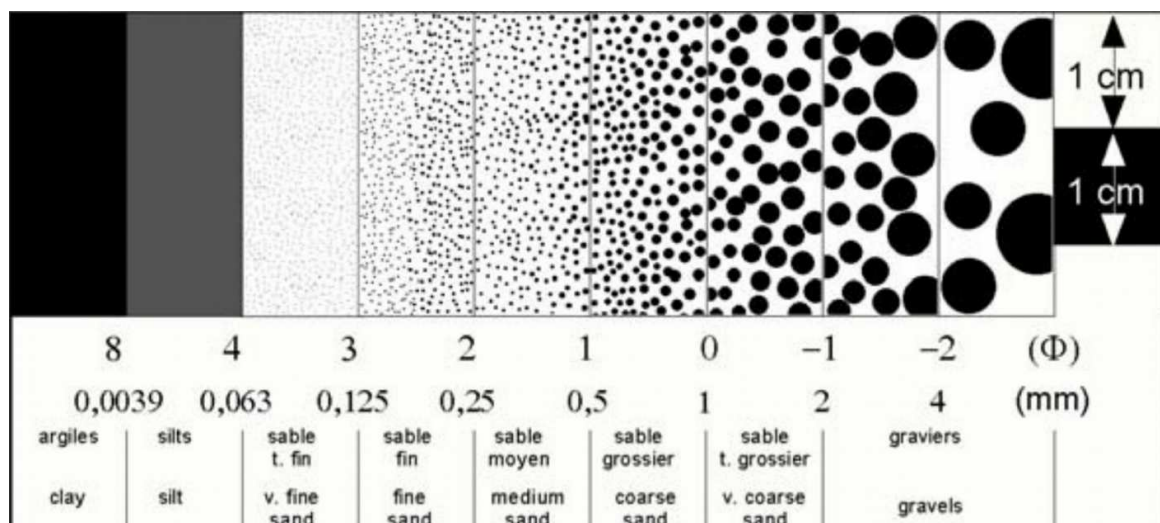 1 cm
1 cm
8 4 3 2 1 0 −1 −2 (Φ)
0,0039 0,063 0,125 0,25 0,5 1 2 4 (mm)
argiles silts sable sable sable sable sable graviers
t. fin fin moyen grossier t. grossier
clay silt v. fine fine medium coarse v. coarse gravels
sand sand sand sand sand